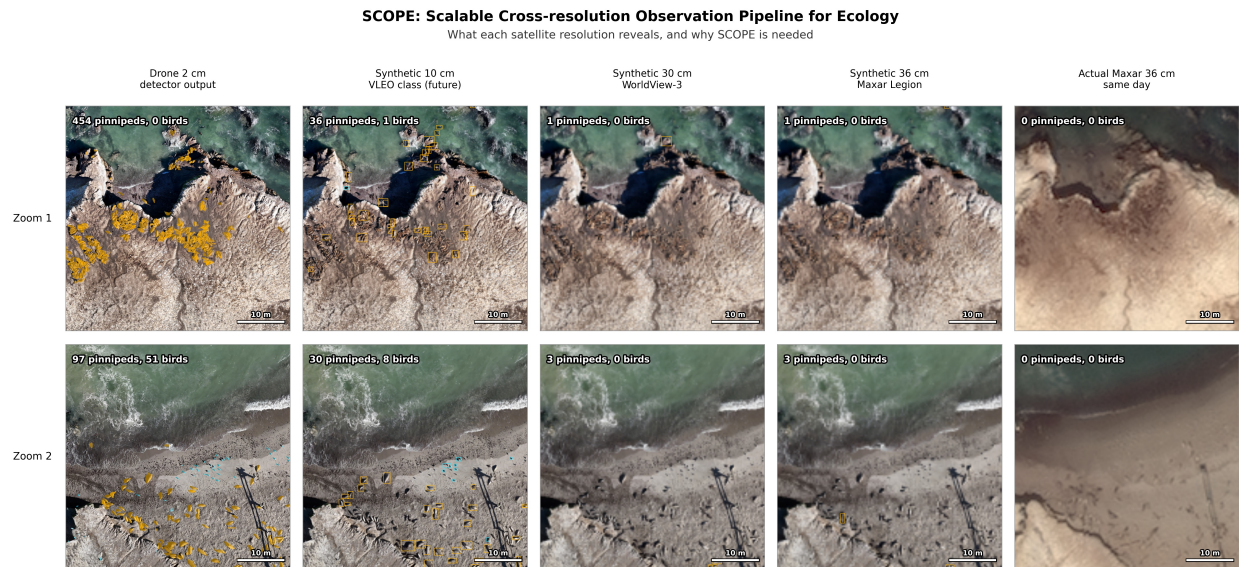 SCOPE: Scalable Cross-resolution Observation Pipeline for Ecology
What each satellite resolution reveals, and why SCOPE is needed
Drone 2 cm
detector output
Synthetic 10 cm
VLEO class (future)
Synthetic 30 cm
WorldView-3
Synthetic 36 cm
Maxar Legion
Actual Maxar 36 cm
same day
Zoom 1
454 pinnipeds, 0 birds
10 m
36 pinnipeds, 1 birds
10 m
1 pinnipeds, 0 birds
10 m
1 pinnipeds, 0 birds
10 m
0 pinnipeds, 0 birds
10 m
Zoom 2
97 pinnipeds, 51 birds
10 m
30 pinnipeds, 8 birds
10 m
3 pinnipeds, 0 birds
10 m
3 pinnipeds, 0 birds
10 m
0 pinnipeds, 0 birds
10 m